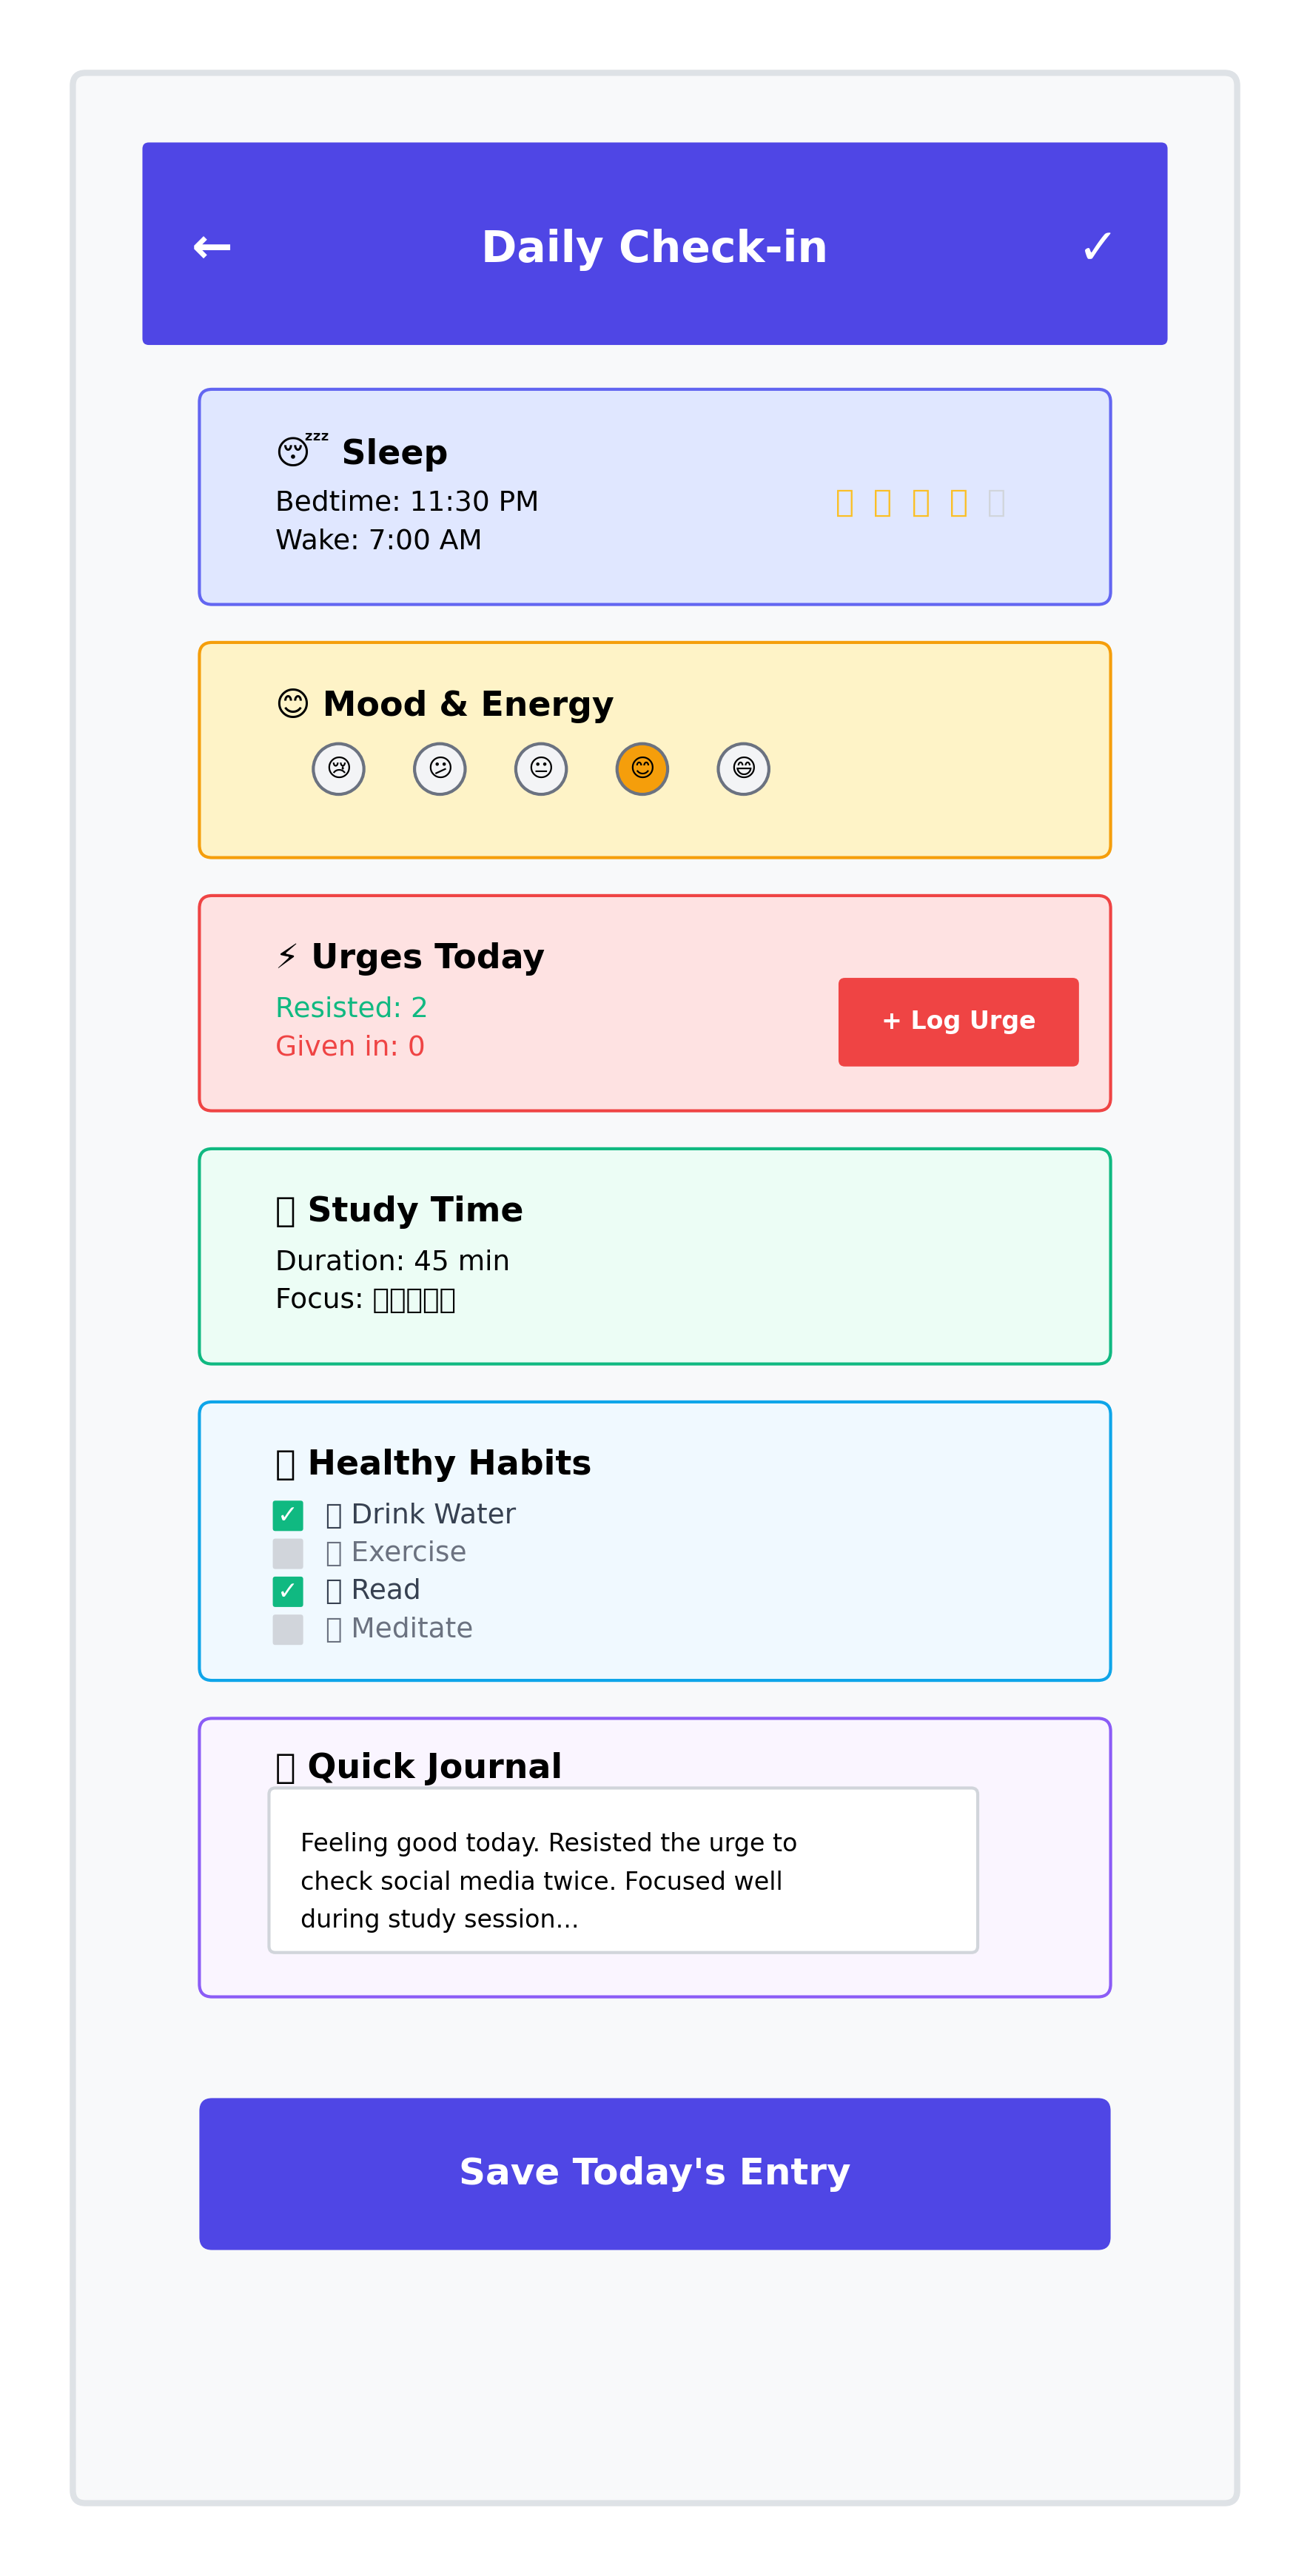 ← Daily Check-in ✓
😴 Sleep
Bedtime: 11:30 PM
Wake: 7:00 AM
😊 Mood & Energy
😢 😕 😐 😊 😄
⚡ Urges Today
Resisted: 2
Given in: 0
+ Log Urge
Study Time
Duration: 45 min
Focus:
Healthy Habits
✓ Drink Water
Exercise
✓ Read
Meditate
Quick Journal
Feeling good today. Resisted the urge to
check social media twice. Focused well
during study session...
Save Today's Entry